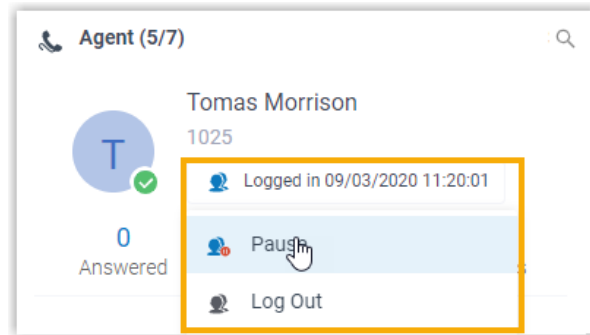 Agent (5/7)
Tomas Morrison
1025
T
Logged in 09/03/2020 11:20:01
0
Pause
Answered
Log Out